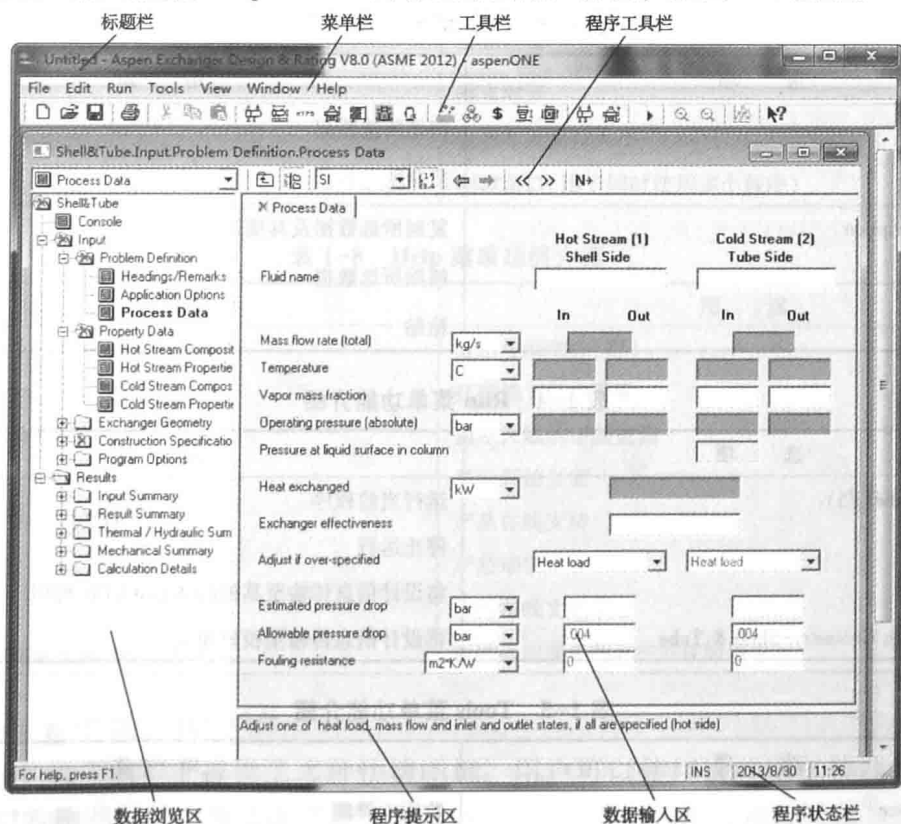 标题栏 菜单栏 工具栏 程序工具栏
Untitled - Aspen Exchanger Design & Rating V8.0 (ASME 2012) - aspenONE
File Edit Run Tools View Window Help
Shell&Tube.Input.Problem Definition.Process Data
Process Data SI N+
Shell&Tube
Console
Input
Problem Definition
Headings/Remarks
Application Options
Process Data
Property Data
Hot Stream Composit
Hot Stream Propertie
Cold Stream Compos
Cold Stream Propertie
Exchanger Geometry
Construction Specificatio
Program Options
Results
Input Summary
Result Summary
Thermal / Hydraulic Sum
Mechanical Summary
Calculation Details
Process Data
Hot Stream (1) Cold Stream (2)
Shell Side Tube Side
Fluid name
In Out In Out
Mass flow rate (total) kg/s
Temperature C
Vapor mass fraction
Operating pressure (absolute) bar
Pressure at liquid surface in column
Heat exchanged kW
Exchanger effectiveness
Adjust if over-specified Heat load Heat load
Estimated pressure drop bar
Allowable pressure drop bar .004 .004
Fouling resistance m2*K/W 0 0
Adjust one of heat load, mass flow and inlet and outlet states, if all are specified (hot side)
For help, press F1. INS 2013/8/30 11:26
数据浏览区 程序提示区 数据输入区 程序状态栏